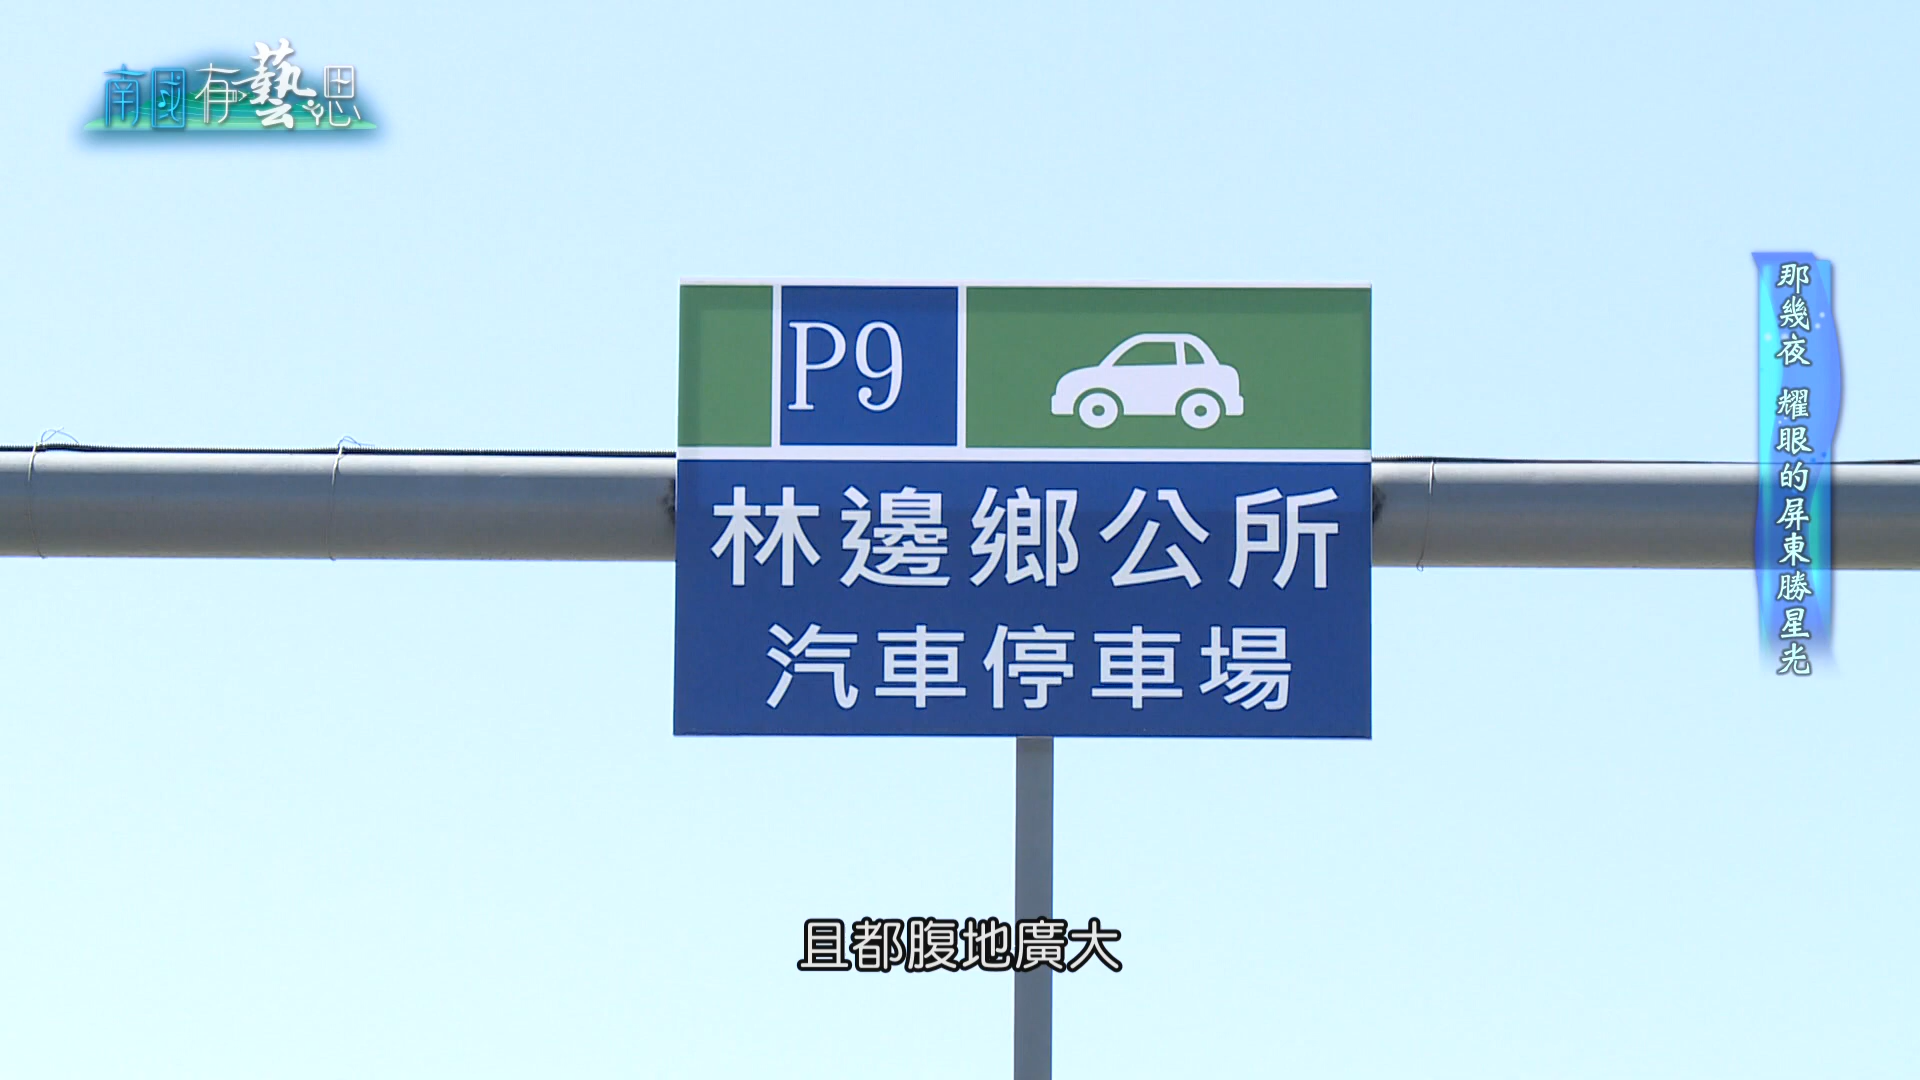 南國有藝思
P9
林邊鄉公所
汽車停車場
那幾夜 耀眼的屏東勝星光
且都腹地廣大